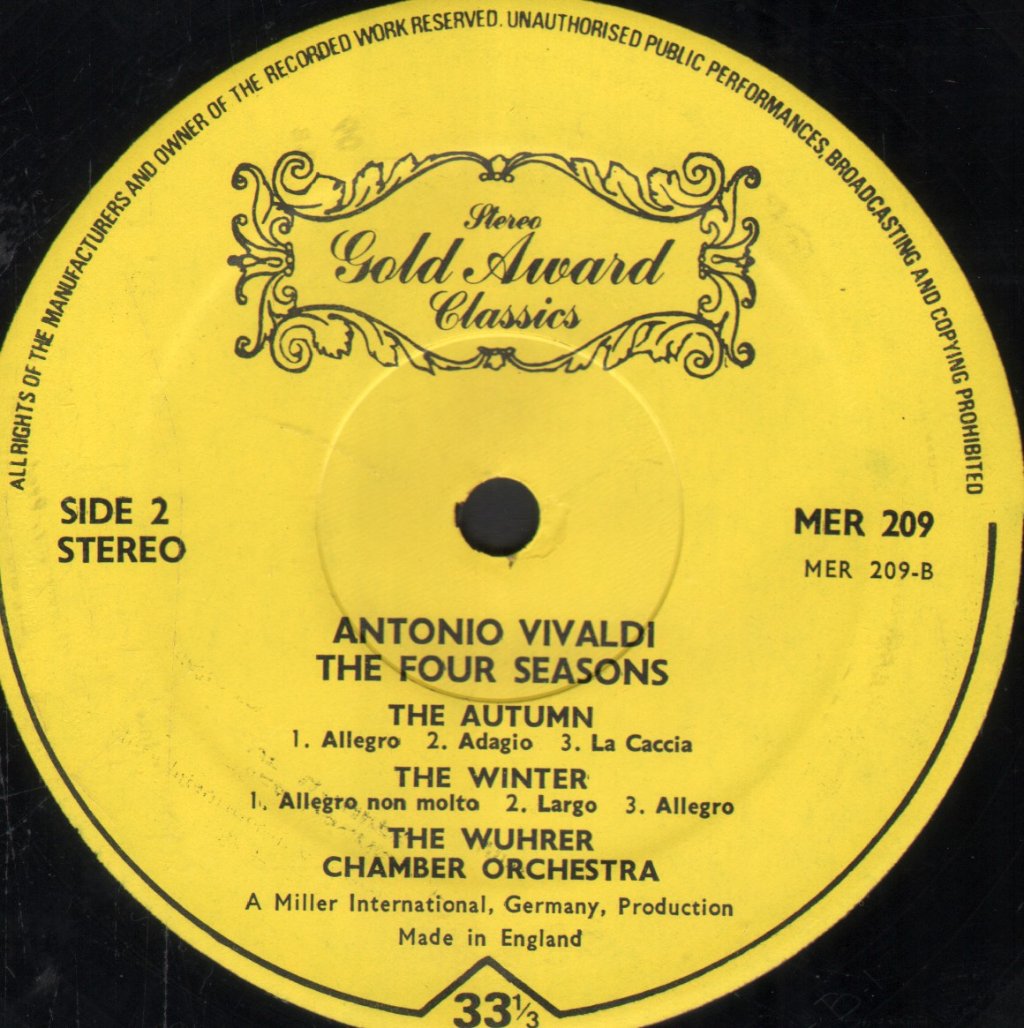 ALL RIGHTS OF THE MANUFACTURERS AND OWNER OF THE RECORDED WORK RESERVED. UNAUTHORISED PUBLIC PERFORMANCES, BROADCASTING AND COPYING PROHIBITED
Stereo
Gold Award
Classics
SIDE 2
STEREO
MER 209
MER 209-B
ANTONIO VIVALDI
THE FOUR SEASONS
THE AUTUMN
1. Allegro 2. Adagio 3. La Caccia
THE WINTER
1. Allegro non molto 2. Largo 3. Allegro
THE WUHRER
CHAMBER ORCHESTRA
A Miller International, Germany, Production
Made in England
33⅓